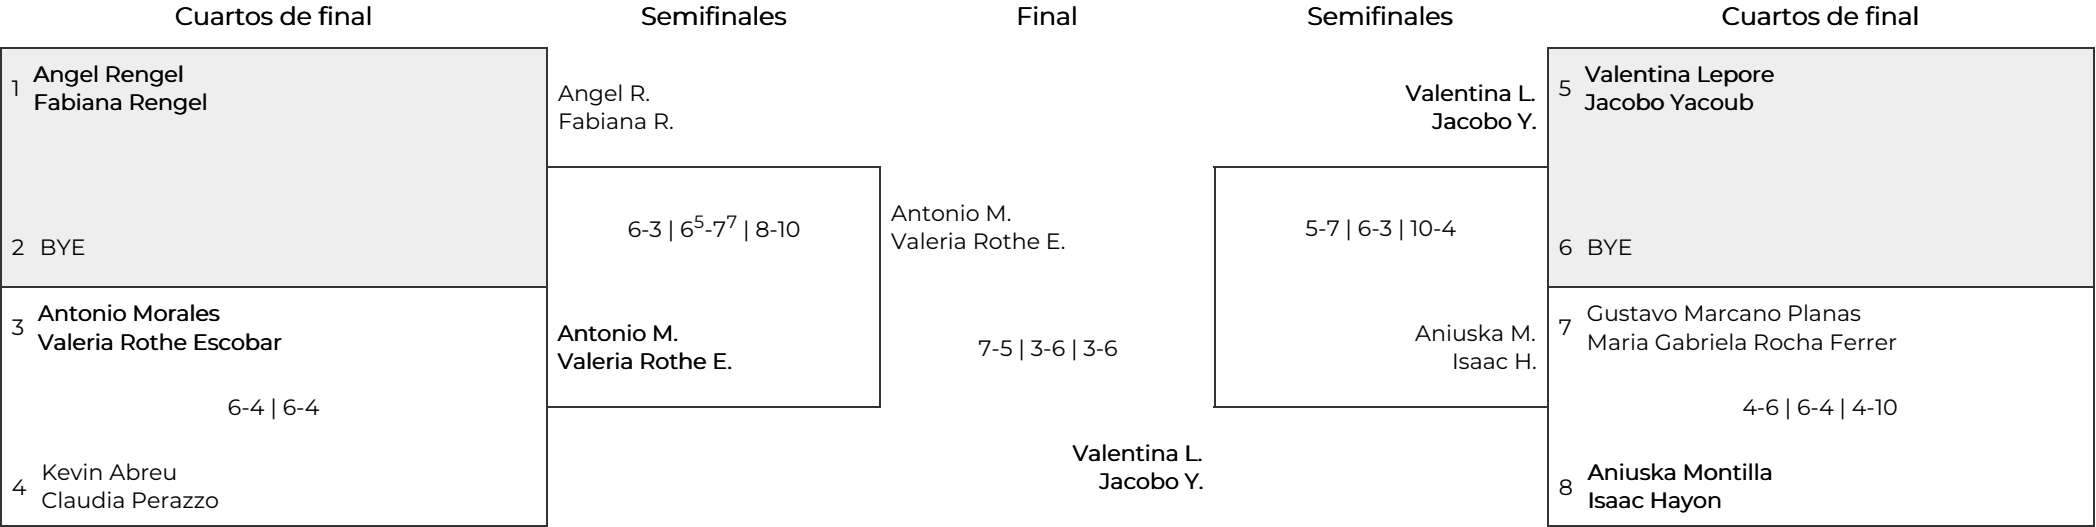 Cuartos de final
Semifinales
Final
Semifinales
Cuartos de final
1
Angel Rengel
Fabiana Rengel
2 BYE
3
Antonio Morales
Valeria Rothe Escobar
6-4 | 6-4
4
Kevin Abreu
Claudia Perazzo
Angel R.
Fabiana R.
6-3 | 6⁵-7⁷ | 8-10
Antonio M.
Valeria Rothe E.
Antonio M.
Valeria Rothe E.
7-5 | 3-6 | 3-6
Valentina L.
Jacobo Y.
Valentina L.
Jacobo Y.
5-7 | 6-3 | 10-4
Aniuska M.
Isaac H.
5
Valentina Lepore
Jacobo Yacoub
6 BYE
7
Gustavo Marcano Planas
Maria Gabriela Rocha Ferrer
4-6 | 6-4 | 4-10
8
Aniuska Montilla
Isaac Hayon